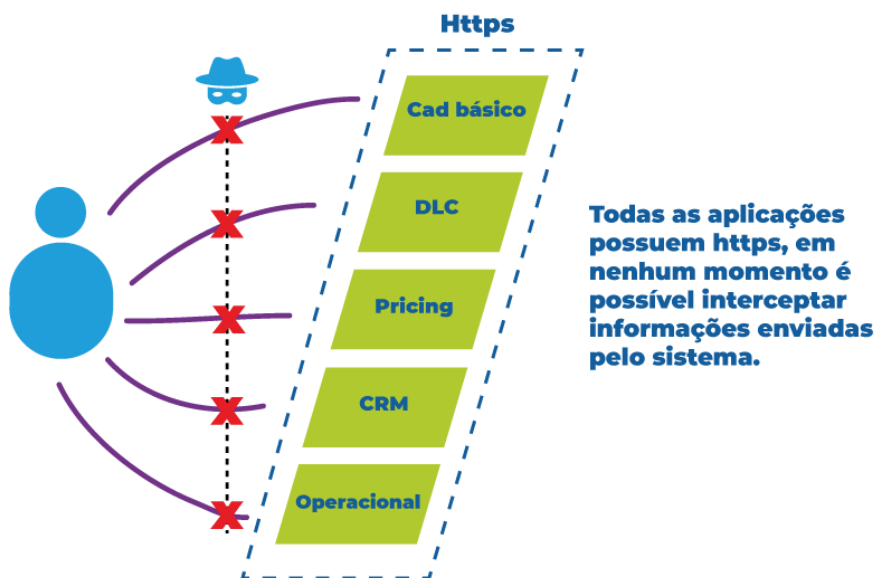 Https
Cad básico
DLC
Pricing
CRM
Operacional
Todas as aplicações
possuem https, em
nenhum momento é
possível interceptar
informações enviadas
pelo sistema.